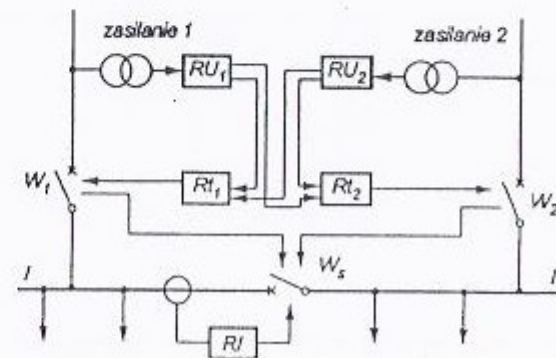 zasilanie 1
zasilanie 2
RU₁
RU₂
W₁
Rt₁
Rt₂
W₂
I
Wₛ
I
RI